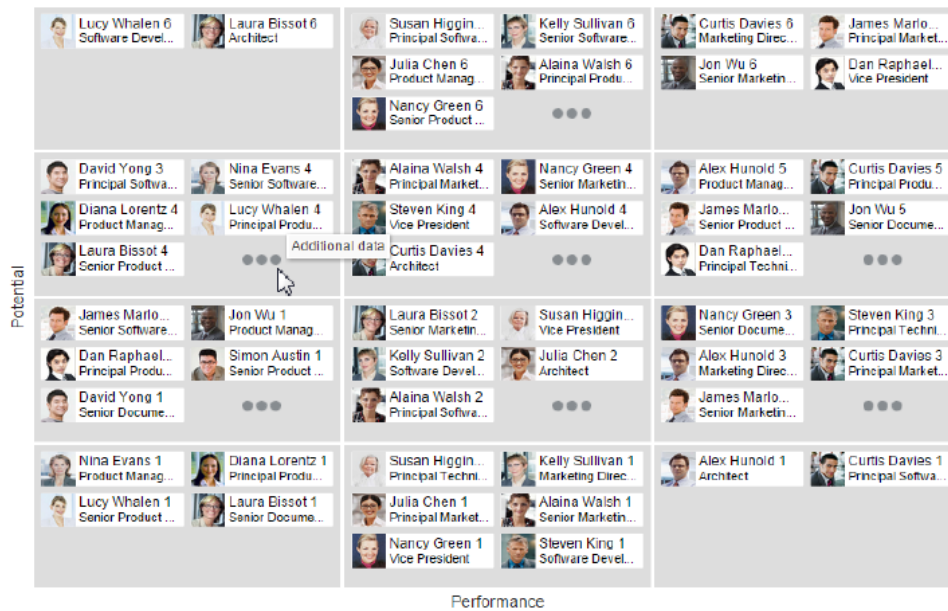 Lucy Whalen 6
Software Devel...
Laura Bissot 6
Architect
Susan Higgin...
Principal Softwa...
Kelly Sullivan 6
Senior Software...
Julia Chen 6
Product Manag...
Alaina Walsh 6
Principal Produ...
Nancy Green 6
Senior Product ...
Curtis Davies 6
Marketing Direc...
James Marlo...
Principal Market...
Jon Wu 6
Senior Marketin...
Dan Raphael...
Vice President
David Yong 3
Principal Softwa...
Nina Evans 4
Senior Software...
Diana Lorentz 4
Product Manag...
Lucy Whalen 4
Principal Produ...
Laura Bissot 4
Senior Product ...
Additional data
Alaina Walsh 4
Principal Market...
Nancy Green 4
Senior Marketin...
Steven King 4
Vice President
Alex Hunold 4
Software Devel...
Curtis Davies 4
Architect
Alex Hunold 5
Product Manag...
Curtis Davies 5
Principal Produ...
James Marlo...
Senior Product ...
Jon Wu 5
Senior Docume...
Dan Raphael...
Principal Techni...
Potential
James Marlo...
Senior Software...
Jon Wu 1
Product Manag...
Dan Raphael...
Principal Produ...
Simon Austin 1
Senior Product ...
David Yong 1
Senior Docume...
Laura Bissot 2
Senior Marketin...
Susan Higgin...
Vice President
Kelly Sullivan 2
Software Devel...
Julia Chen 2
Architect
Alaina Walsh 2
Principal Softwa...
Nancy Green 3
Senior Docume...
Steven King 3
Principal Techni...
Alex Hunold 3
Marketing Direc...
Curtis Davies 3
Principal Market...
James Marlo...
Senior Marketin...
Nina Evans 1
Product Manag...
Diana Lorentz 1
Principal Produ...
Lucy Whalen 1
Senior Product ...
Laura Bissot 1
Senior Docume...
Susan Higgin...
Principal Techni...
Kelly Sullivan 1
Marketing Direc...
Julia Chen 1
Principal Market...
Alaina Walsh 1
Senior Marketin...
Nancy Green 1
Vice President
Steven King 1
Software Devel...
Alex Hunold 1
Architect
Curtis Davies 1
Principal Softwa...
Performance